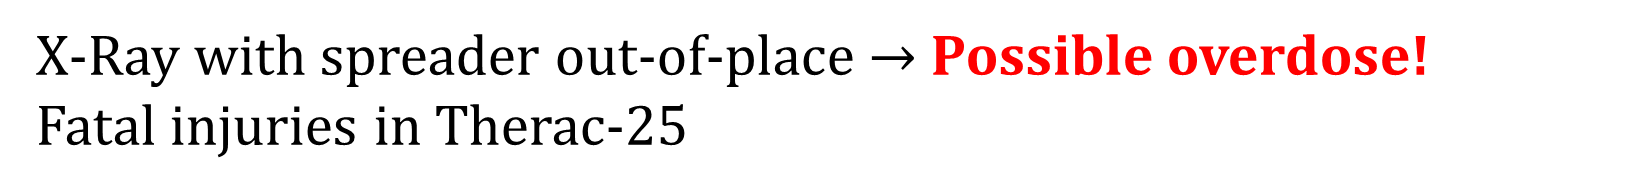 X-Ray with spreader out-of-place → Possible overdose!
Fatal injuries in Therac-25